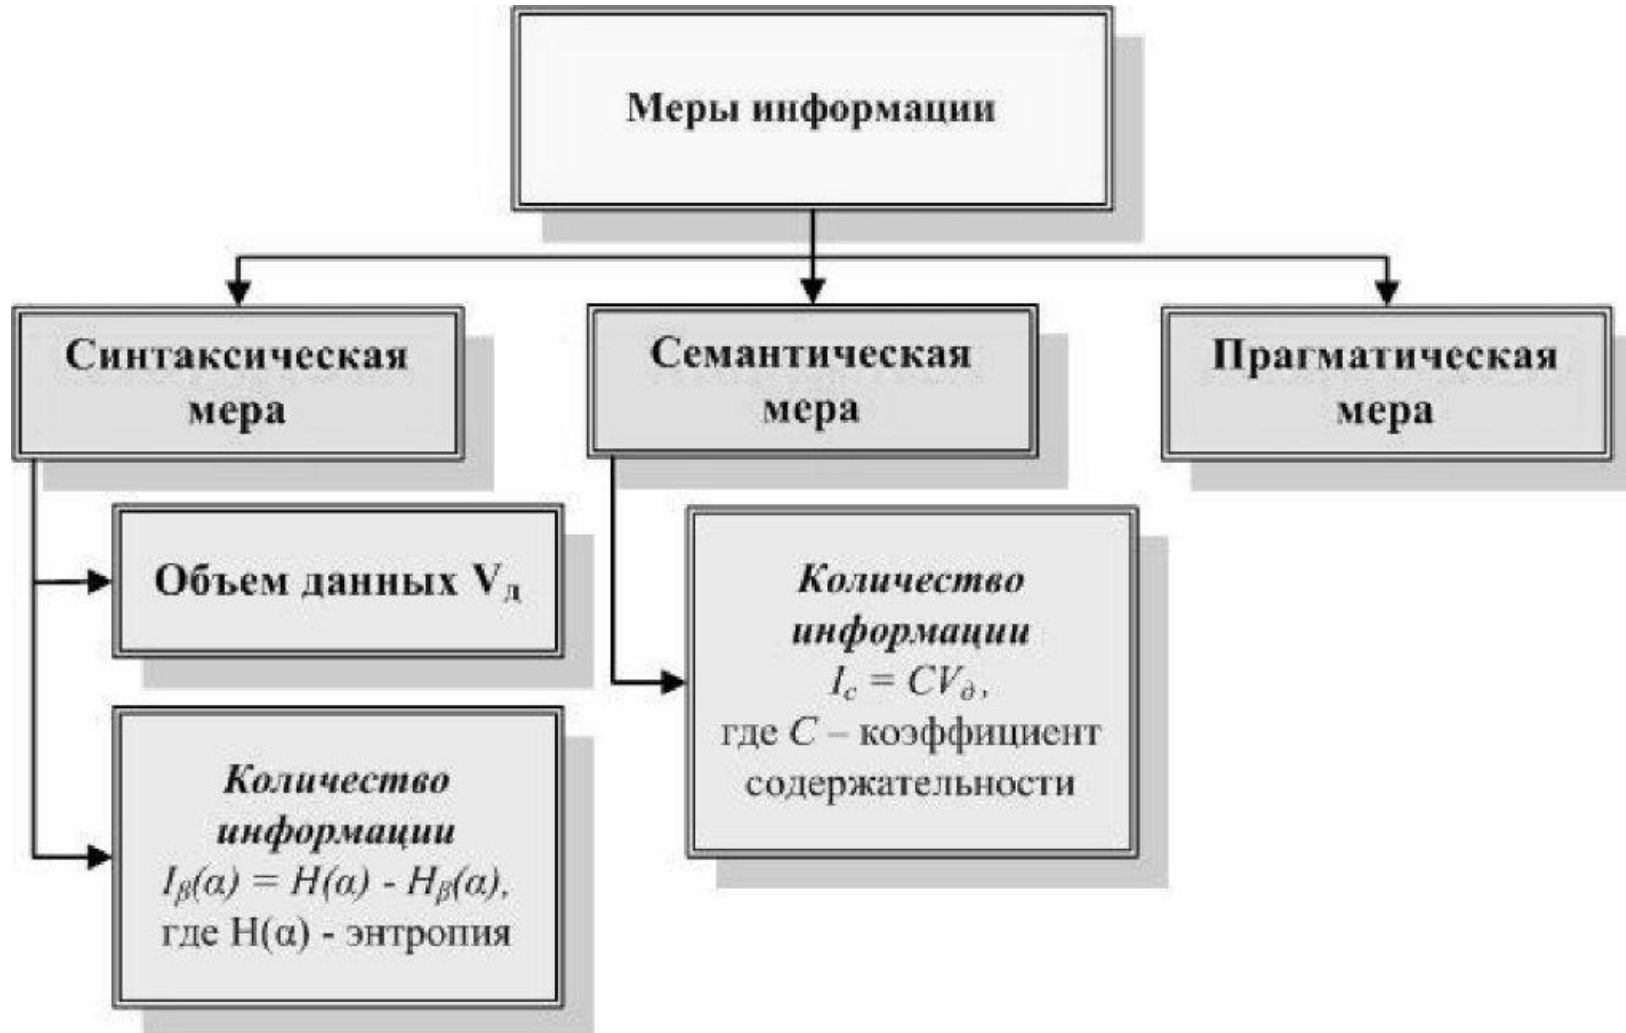 Меры информации
Синтаксическая
мера
Семантическая
мера
Прагматическая
мера
Объем данных Vд
Количество
информации
Iβ(α) = H(α) - Hβ(α),
где H(α) - энтропия
Количество
информации
Iс = CVд,
где C – коэффициент
содержательности